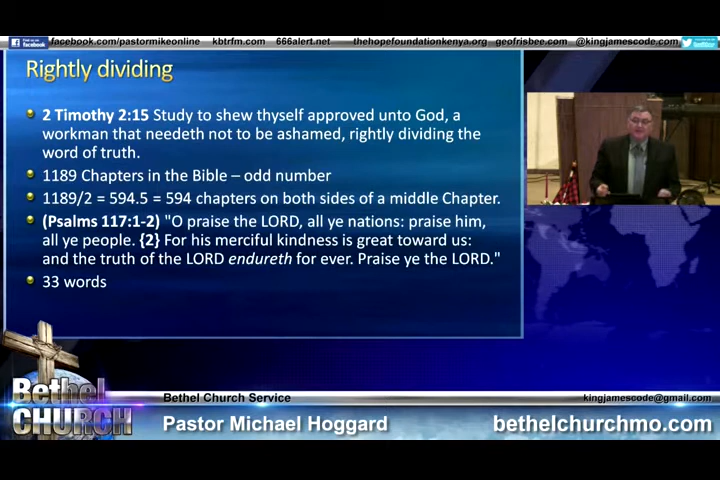 Find us on facebook
facebook.com/pastormikeonline kbtrfm.com 666alert.net thehopefoundationkenya.org geofrisbee.com @kingjamescode.com twitter
Rightly dividing
2 Timothy 2:15 Study to shew thyself approved unto God, a
workman that needeth not to be ashamed, rightly dividing the
word of truth.
1189 Chapters in the Bible – odd number
1189/2 = 594.5 = 594 chapters on both sides of a middle Chapter.
(Psalms 117:1-2) "O praise the LORD, all ye nations: praise him,
all ye people. {2} For his merciful kindness is great toward us:
and the truth of the LORD endureth for ever. Praise ye the LORD."
33 words
Bethel
CHURCH
Bethel Church Service
kingjamescode@gmail.com
Pastor Michael Hoggard
bethelchurchmo.com